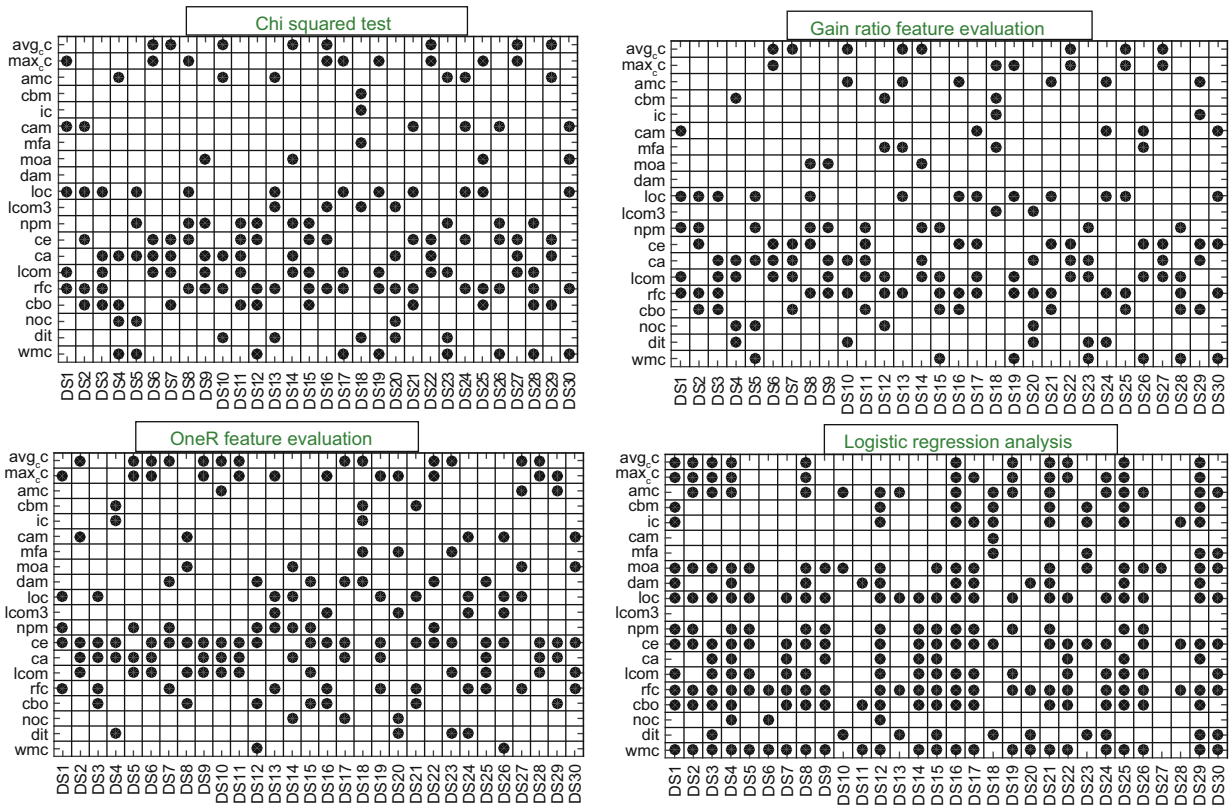 Chi squared test
avg_cc
max_cc
amc
cbm
ic
cam
mfa
moa
dam
loc
lcom3
npm
ce
ca
lcom
rfc
cbo
noc
dit
wmc
DS1 DS2 DS3 DS4 DS5 DS6 DS7 DS8 DS9 DS10 DS11 DS12 DS13 DS14 DS15 DS16 DS17 DS18 DS19 DS20 DS21 DS22 DS23 DS24 DS25 DS26 DS27 DS28 DS29 DS30
Gain ratio feature evaluation
avg_cc
max_cc
amc
cbm
ic
cam
mfa
moa
dam
loc
lcom3
npm
ce
ca
lcom
rfc
cbo
noc
dit
wmc
DS1 DS2 DS3 DS4 DS5 DS6 DS7 DS8 DS9 DS10 DS11 DS12 DS13 DS14 DS15 DS16 DS17 DS18 DS19 DS20 DS21 DS22 DS23 DS24 DS25 DS26 DS27 DS28 DS29 DS30
OneR feature evaluation
avg_cc
max_cc
amc
cbm
ic
cam
mfa
moa
dam
loc
lcom3
npm
ce
ca
lcom
rfc
cbo
noc
dit
wmc
DS1 DS2 DS3 DS4 DS5 DS6 DS7 DS8 DS9 DS10 DS11 DS12 DS13 DS14 DS15 DS16 DS17 DS18 DS19 DS20 DS21 DS22 DS23 DS24 DS25 DS26 DS27 DS28 DS29 DS30
Logistic regression analysis
avg_cc
max_cc
amc
cbm
ic
cam
mfa
moa
dam
loc
lcom3
npm
ce
ca
lcom
rfc
cbo
noc
dit
wmc
DS1 DS2 DS3 DS4 DS5 DS6 DS7 DS8 DS9 DS10 DS11 DS12 DS13 DS14 DS15 DS16 DS17 DS18 DS19 DS20 DS21 DS22 DS23 DS24 DS25 DS26 DS27 DS28 DS29 DS30